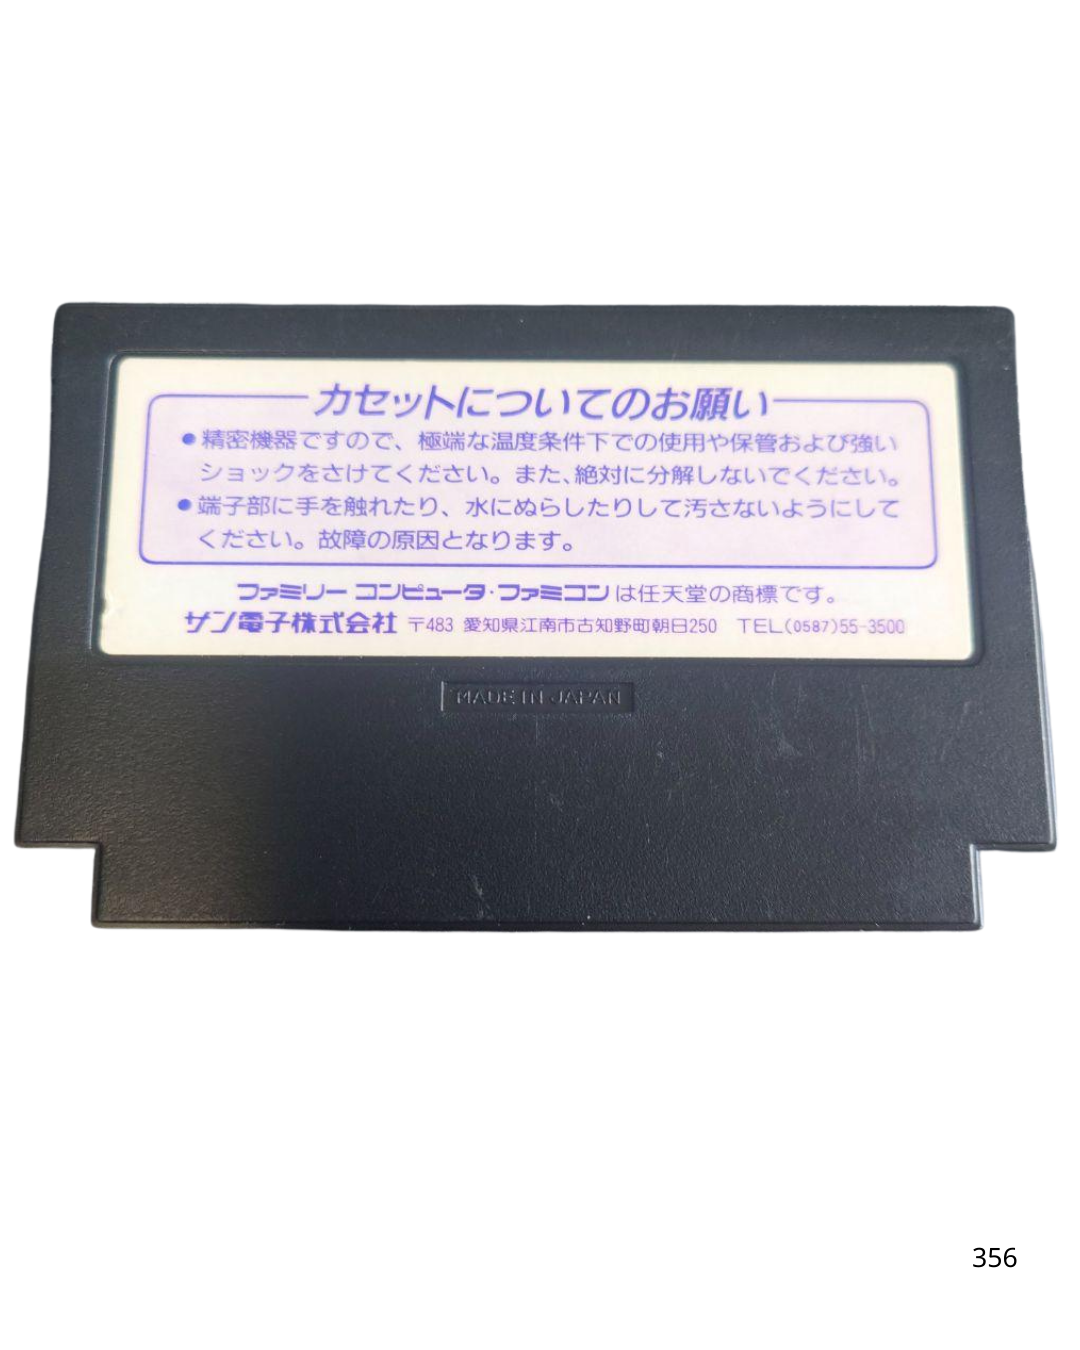 カセットについてのお願い
●精密機器ですので、極端な温度条件下での使用や保管および強い
ショックをさけてください。また、絶対に分解しないでください。
●端子部に手を触れたり、水にぬらしたりして汚さないようにして
ください。故障の原因となります。
ファミリー コンピュータ・ファミコンは任天堂の商標です。
サン電子株式会社 〒483 愛知県江南市古知野町朝日250 TEL(0587)55-3500
MADE IN JAPAN
356